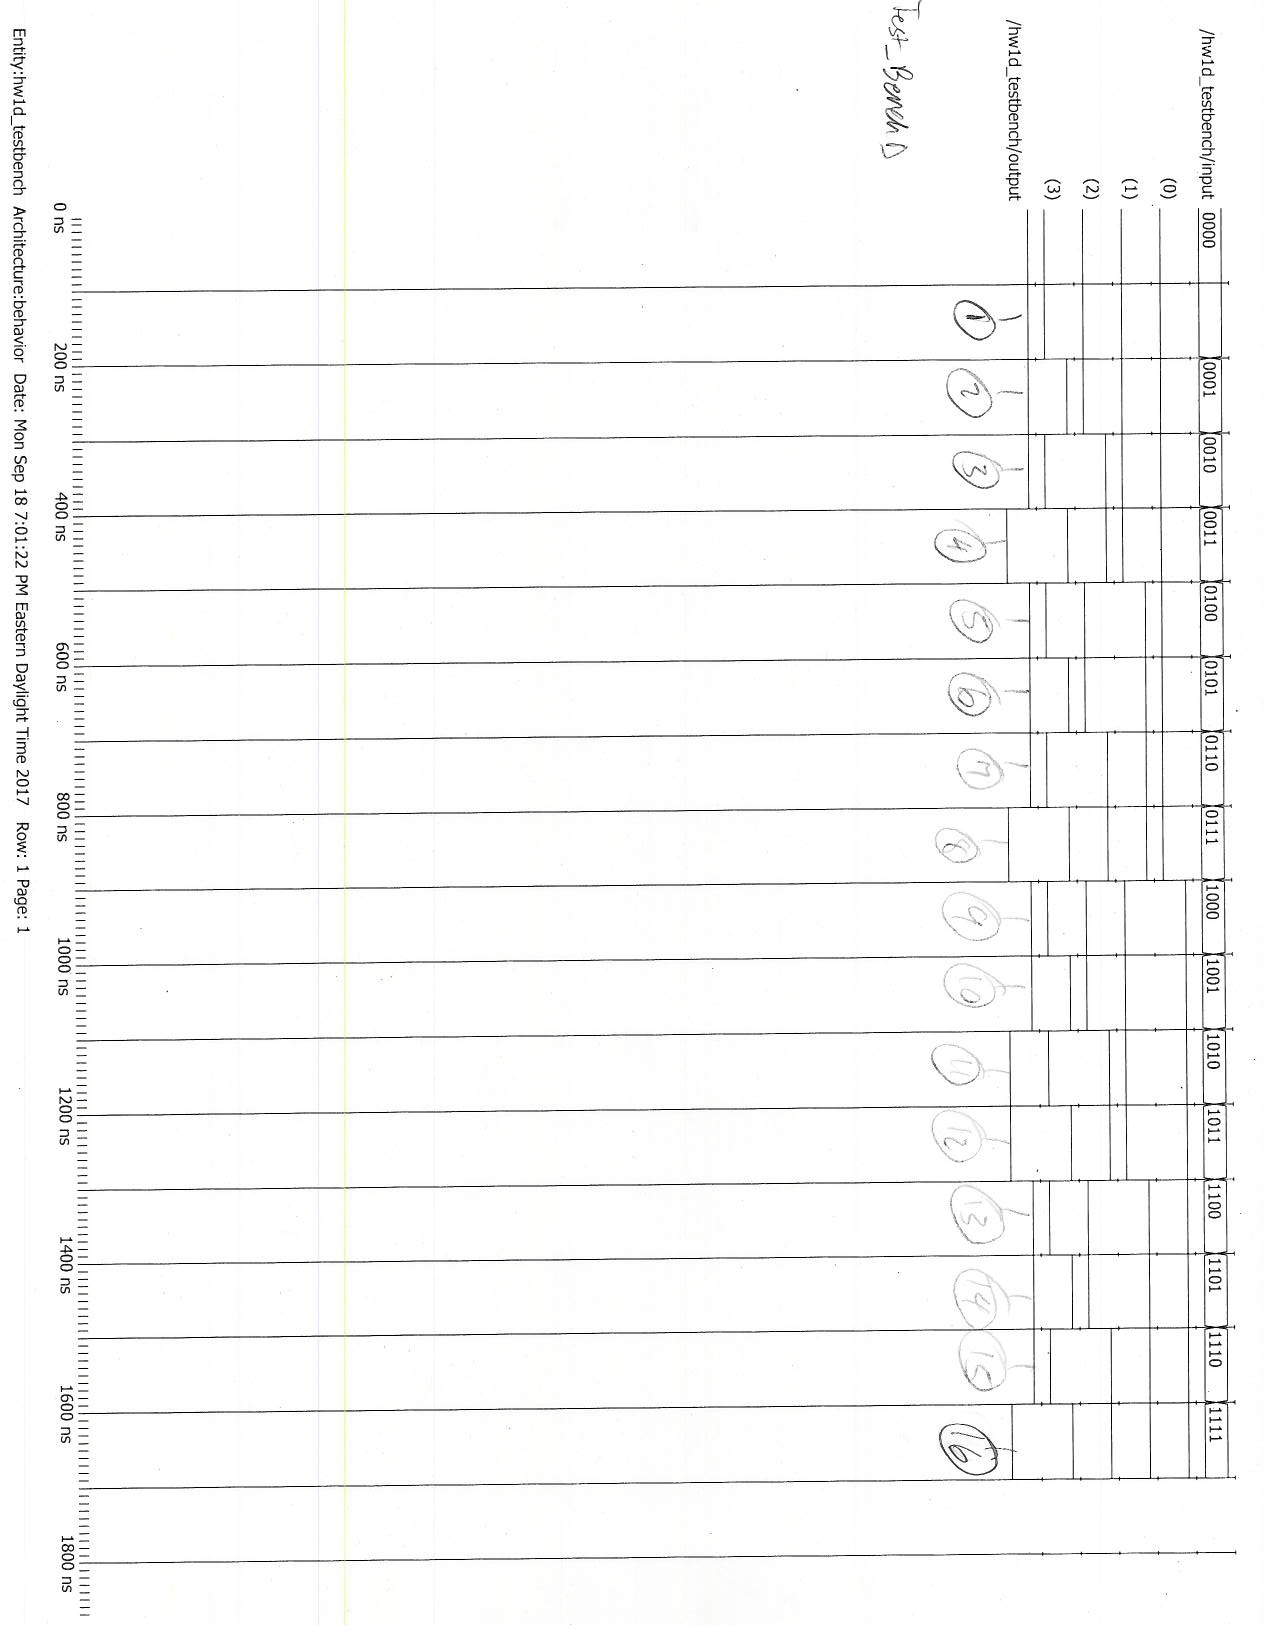 /hw1d_testbench/input 0000 0001 0010 0011 0100 0101 0110 0111 1000 1001 1010 1011 1100 1101 1110 1111
(0)
(1)
(2)
(3)
/hw1d_testbench/output
1 2 3 4 5 6 7 8 9 10 11 12 13 14 15 16
Test_Bench D
0 ns 200 ns 400 ns 600 ns 800 ns 1000 ns 1200 ns 1400 ns 1600 ns 1800 ns
Entity:hw1d_testbench Architecture:behavior Date: Mon Sep 18 7:01:22 PM Eastern Daylight Time 2017 Row: 1 Page: 1